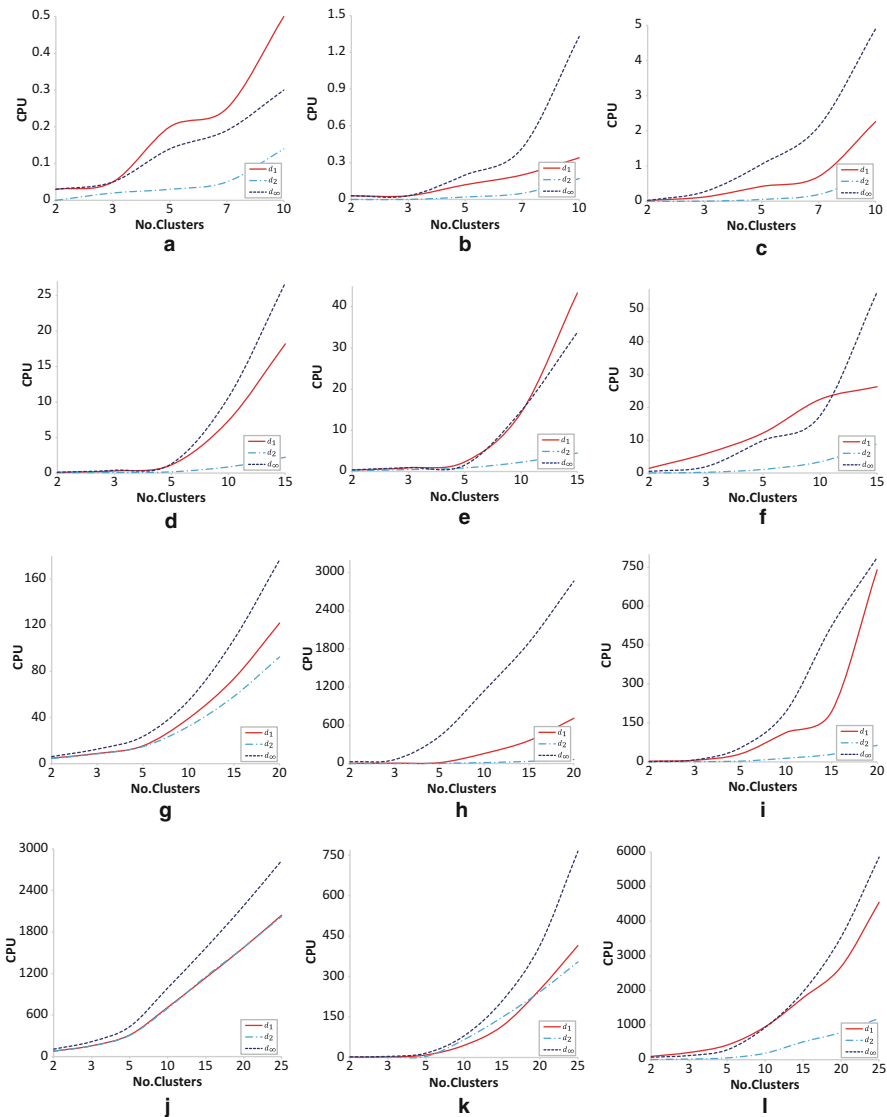 0.5
0.4
0.3
0.2
0.1
0
CPU
2 3 5 7 10
No.Clusters
d1
d2
d∞
a
1.5
1.2
0.9
0.6
0.3
0
CPU
2 3 5 7 10
No.Clusters
d1
d2
d∞
b
5
4
3
2
1
0
CPU
2 3 5 7 10
No.Clusters
d1
d2
d∞
c
25
20
15
10
5
0
CPU
2 3 5 10 15
No.Clusters
d1
d2
d∞
d
40
30
20
10
0
CPU
2 3 5 10 15
No.Clusters
d1
d2
d∞
e
50
40
30
20
10
0
CPU
2 3 5 10 15
No.Clusters
d1
d2
d∞
f
160
120
80
40
0
CPU
2 3 5 10 15 20
No.Clusters
d1
d2
d∞
g
3000
2400
1800
1200
600
0
CPU
2 3 5 10 15 20
No.Clusters
d1
d2
d∞
h
750
600
450
300
150
0
CPU
2 3 5 10 15 20
No.Clusters
d1
d2
d∞
i
3000
2400
1800
1200
600
0
CPU
2 3 5 10 15 20 25
No.Clusters
d1
d2
d∞
j
750
600
450
300
150
0
CPU
2 3 5 10 15 20 25
No.Clusters
d1
d2
d∞
k
6000
5000
4000
3000
2000
1000
0
CPU
2 3 5 10 15 20 25
No.Clusters
d1
d2
d∞
l